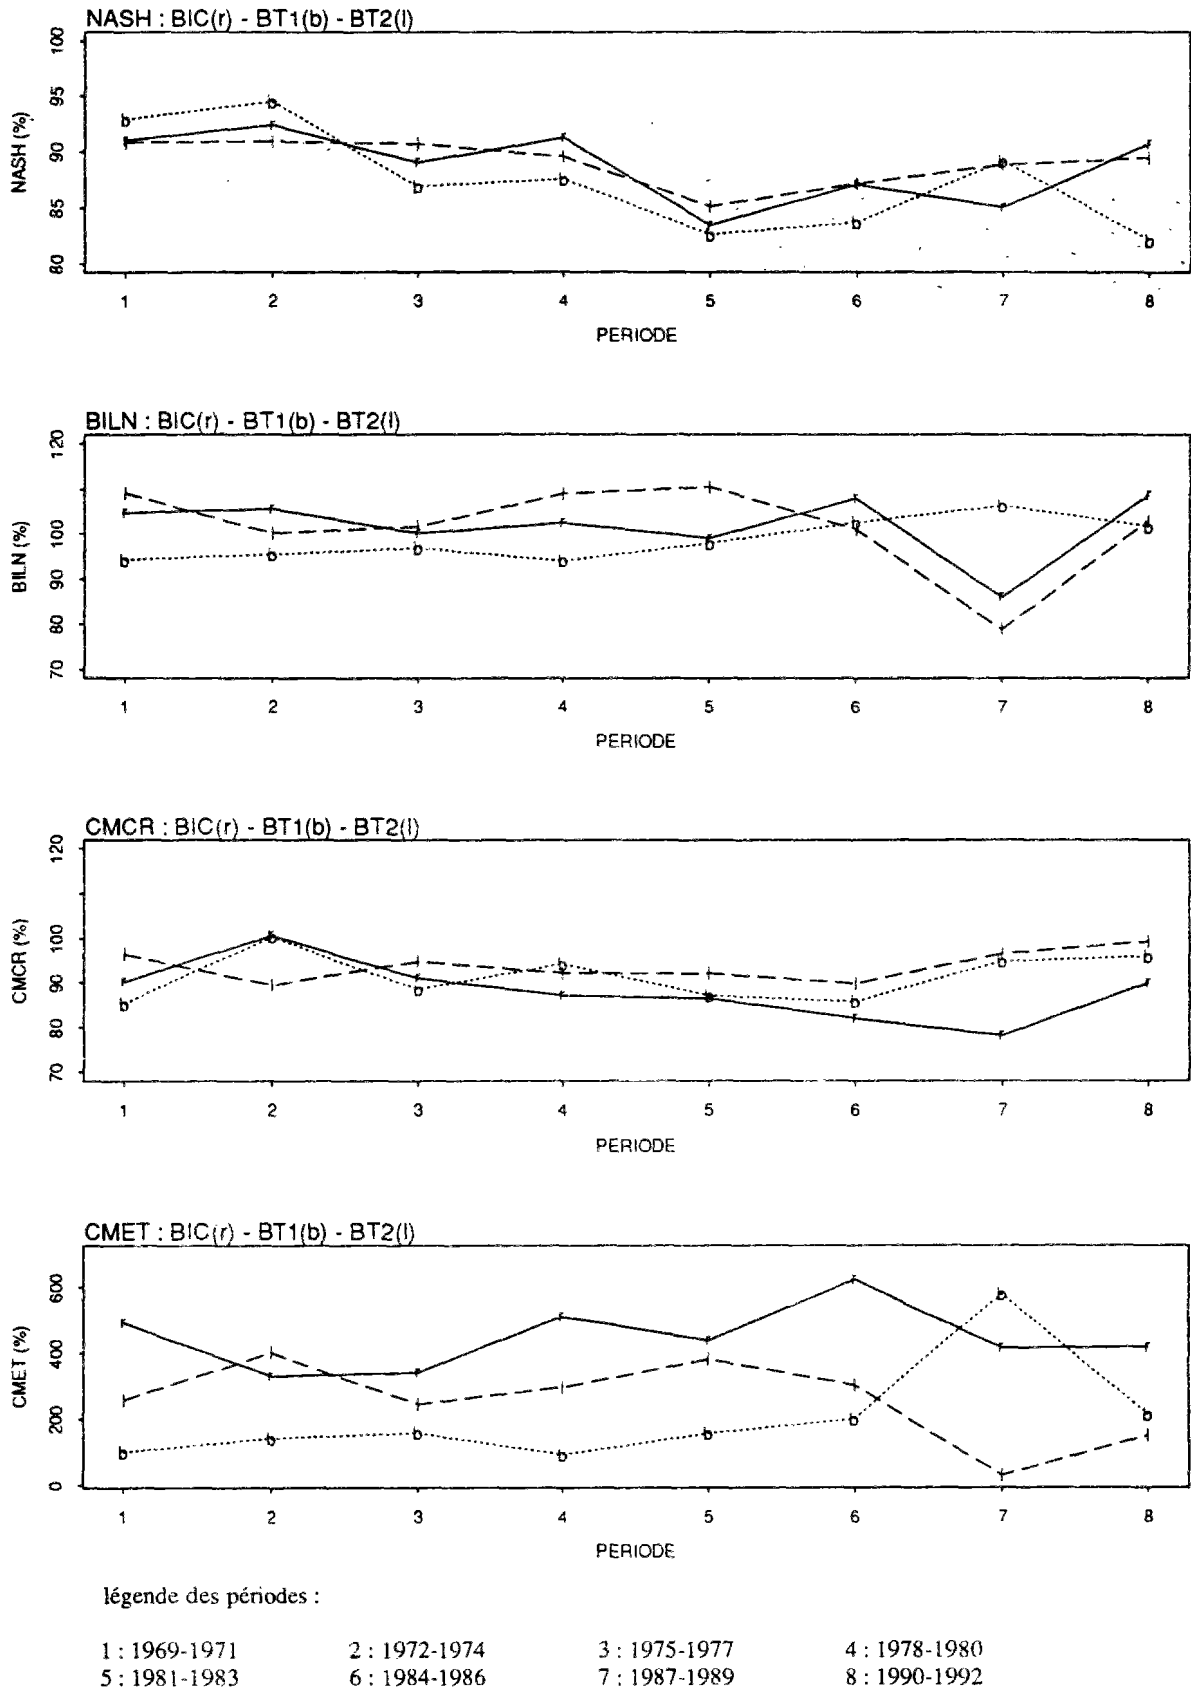 NASH : BIC(r) - BT1(b) - BT2(l)
NASH (%)
100
95
90
85
80
1 2 3 4 5 6 7 8
PERIODE
BILN : BIC(r) - BT1(b) - BT2(l)
BILN (%)
120
100
90
80
70
1 2 3 4 5 6 7 8
PERIODE
CMCR : BIC(r) - BT1(b) - BT2(l)
CMCR (%)
120
100
90
80
70
1 2 3 4 5 6 7 8
PERIODE
CMET : BIC(r) - BT1(b) - BT2(l)
CMET (%)
600
400
200
0
1 2 3 4 5 6 7 8
PERIODE
légende des périodes :
1 : 1969-1971 2 : 1972-1974 3 : 1975-1977 4 : 1978-1980
5 : 1981-1983 6 : 1984-1986 7 : 1987-1989 8 : 1990-1992